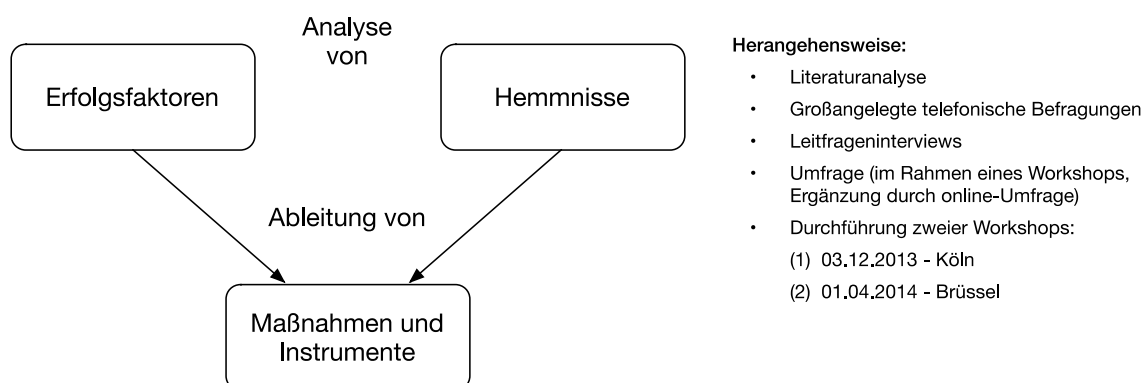 Analyse
von
Erfolgsfaktoren
Hemmnisse
Ableitung von
Maßnahmen und
Instrumente
Herangehensweise:
• Literaturanalyse
• Großangelegte telefonische Befragungen
• Leitfrageninterviews
• Umfrage (im Rahmen eines Workshops,
Ergänzung durch online-Umfrage)
• Durchführung zweier Workshops:
(1) 03.12.2013 - Köln
(2) 01.04.2014 - Brüssel